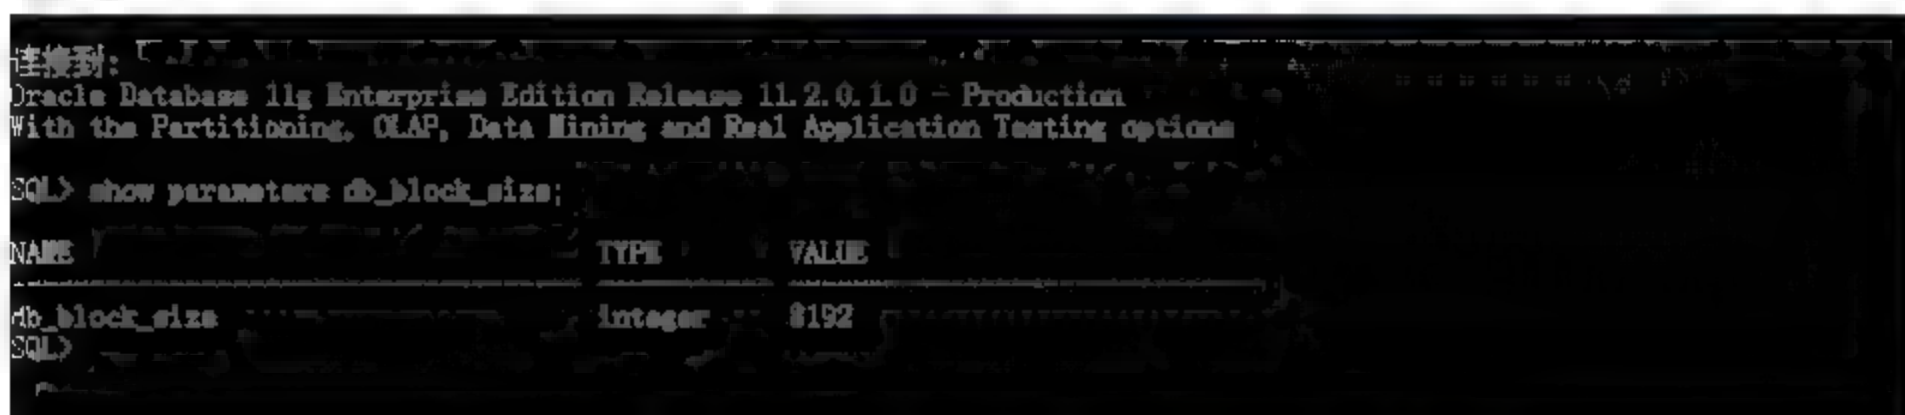 连接到:
Oracle Database 11g Enterprise Edition Release 11.2.0.1.0 - Production
With the Partitioning, OLAP, Data Mining and Real Application Testing options
SQL> show parameters db_block_size;
NAME TYPE VALUE
db_block_size integer 8192
SQL>